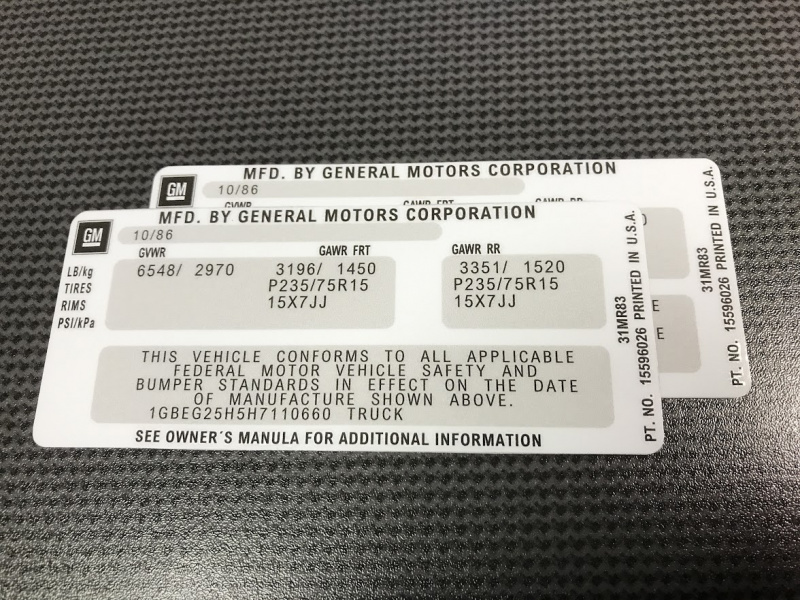 MFD. BY GENERAL MOTORS CORPORATION
GM
10/86
GVWR GAWR FRT GAWR RR
31MR83
PT. NO. 15596026 PRINTED IN U.S.A.
E
E
MFD. BY GENERAL MOTORS CORPORATION
GM
10/86
GVWR GAWR FRT GAWR RR
LB/kg 6548/ 2970 3196/ 1450 3351/ 1520
TIRES P235/75R15 P235/75R15
RIMS 15X7JJ 15X7JJ
PSI/kPa
THIS VEHICLE CONFORMS TO ALL APPLICABLE
FEDERAL MOTOR VEHICLE SAFETY AND
BUMPER STANDARDS IN EFFECT ON THE DATE
OF MANUFACTURE SHOWN ABOVE.
1GBEG25H5H7110660 TRUCK
SEE OWNER´S MANULA FOR ADDITIONAL INFORMATION
31MR83
PT. NO. 15596026 PRINTED IN U.S.A.